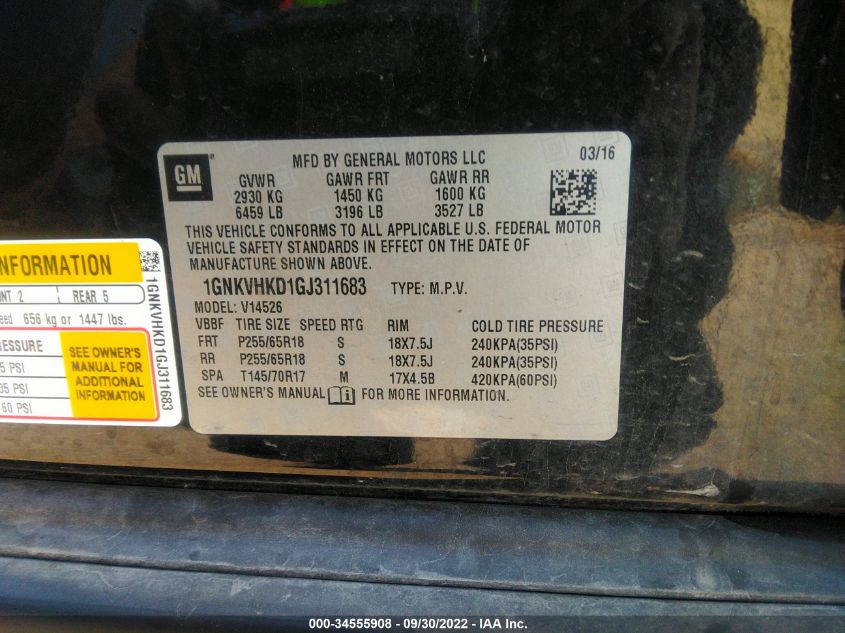 GM
MFD BY GENERAL MOTORS LLC 03/16
GVWR GAWR FRT GAWR RR
2930 KG 1450 KG 1600 KG
6459 LB 3196 LB 3527 LB
THIS VEHICLE CONFORMS TO ALL APPLICABLE U.S. FEDERAL MOTOR
VEHICLE SAFETY STANDARDS IN EFFECT ON THE DATE OF
MANUFACTURE SHOWN ABOVE.
1GNKVHKD1GJ311683 TYPE: M.P.V.
MODEL: V14526
VBBF TIRE SIZE SPEED RTG RIM COLD TIRE PRESSURE
FRT P255/65R18 S 18X7.5J 240KPA(35PSI)
RR P255/65R18 S 18X7.5J 240KPA(35PSI)
SPA T145/70R17 M 17X4.5B 420KPA(60PSI)
SEE OWNER'S MANUAL FOR MORE INFORMATION.
NFORMATION
NT 2 REAR 5
eed 656 kg or 1447 lbs.
RESSURE
5 PSI
35 PSI
60 PSI
SEE OWNER'S
MANUAL FOR
ADDITIONAL
INFORMATION
1GNKVHKD1GJ311683
000-34555908 - 09/30/2022 - IAA Inc.